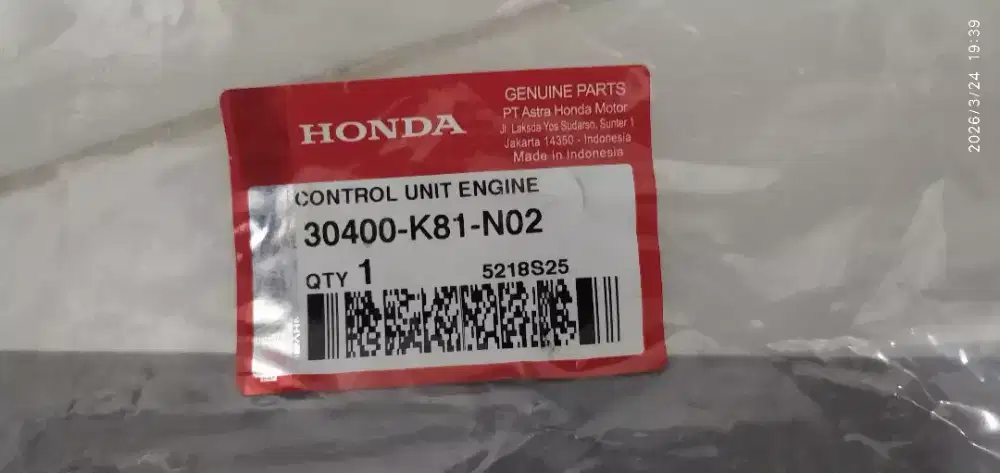 HONDA
GENUINE PARTS
PT Astra Honda Motor
Jl. Laksda Yos Sudarso, Sunter 1
Jakarta 14350 - Indonesia
Made in Indonesia
CONTROL UNIT ENGINE
30400-K81-N02
QTY 1
5218S25
2026/3/24 19:39